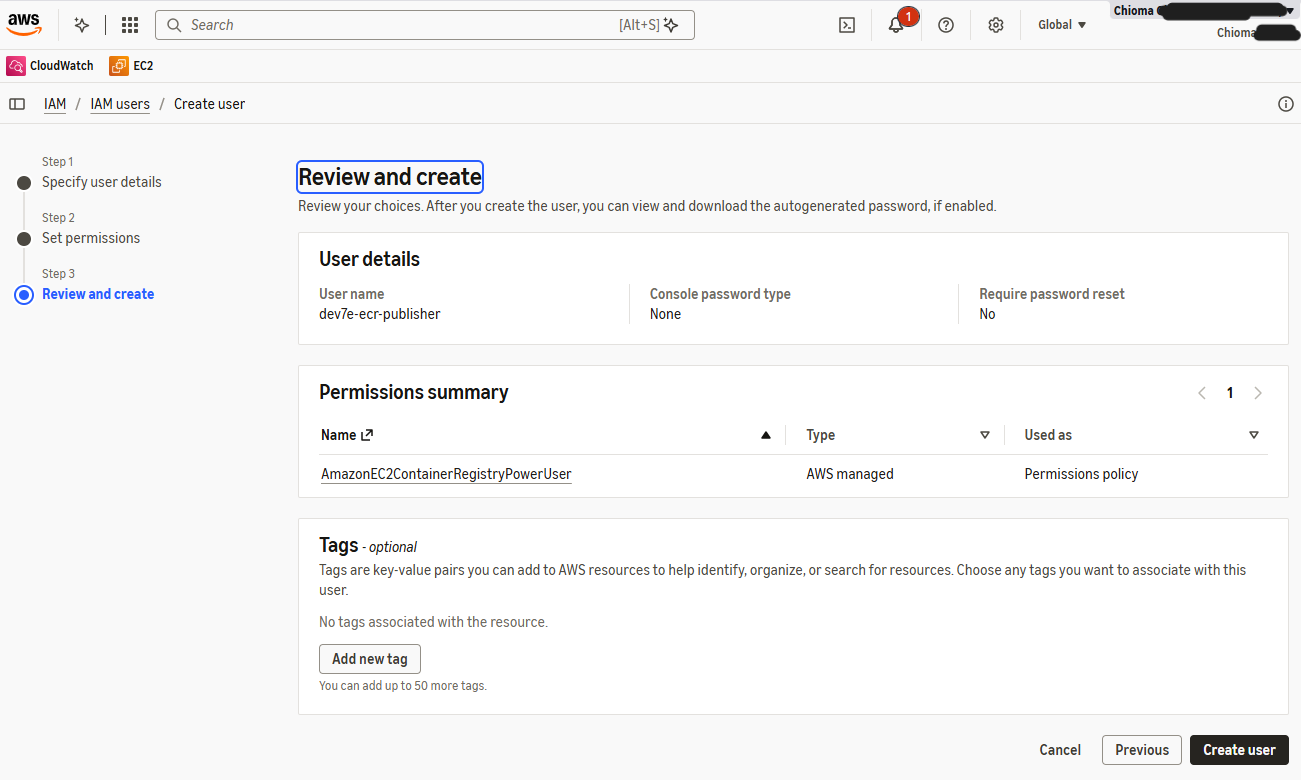 aws
Search
[Alt+S]
1
Global
Chioma
Chioma
CloudWatch
EC2
IAM / IAM users / Create user
Step 1
Specify user details
Step 2
Set permissions
Step 3
Review and create
Review and create
Review your choices. After you create the user, you can view and download the autogenerated password, if enabled.
User details
User name
dev7e-ecr-publisher
Console password type
None
Require password reset
No
Permissions summary
1
Name Type Used as
AmazonEC2ContainerRegistryPowerUser AWS managed Permissions policy
Tags - optional
Tags are key-value pairs you can add to AWS resources to help identify, organize, or search for resources. Choose any tags you want to associate with this
user.
No tags associated with the resource.
Add new tag
You can add up to 50 more tags.
Cancel Previous Create user